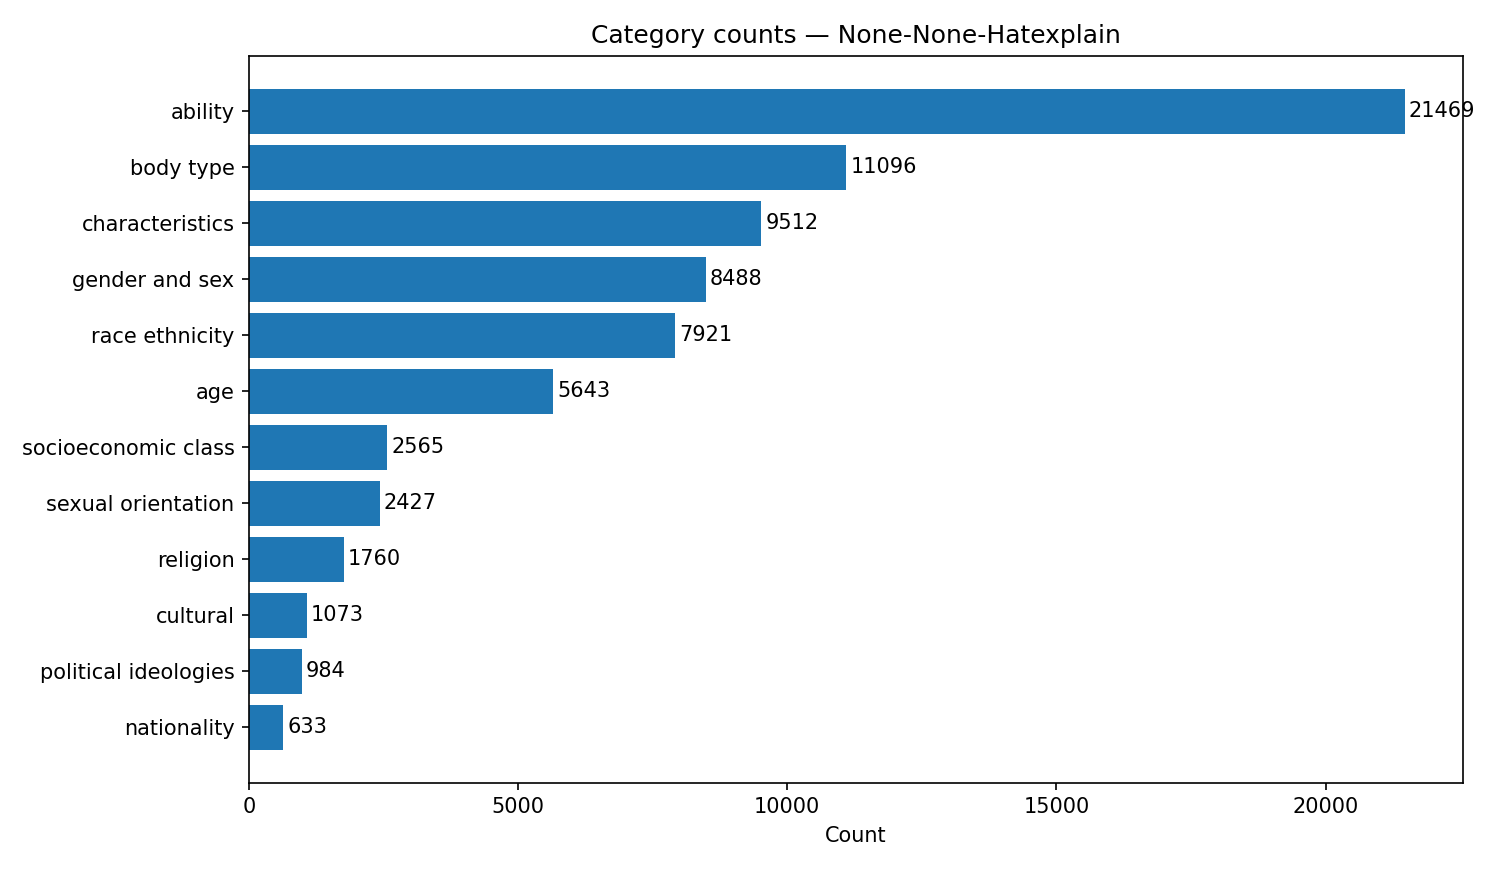 Category counts — None-None-Hatexplain
ability 21469
body type 11096
characteristics 9512
gender and sex 8488
race ethnicity 7921
age 5643
socioeconomic class 2565
sexual orientation 2427
religion 1760
cultural 1073
political ideologies 984
nationality 633
0 5000 10000 15000 20000
Count